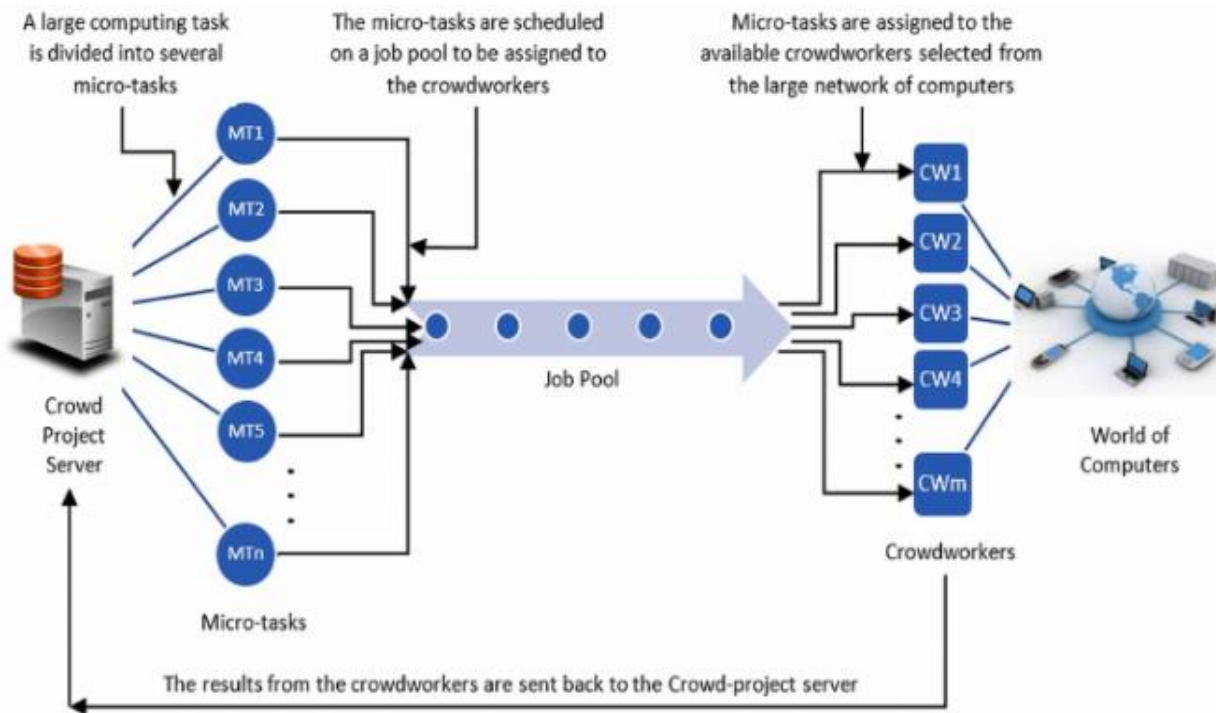 A large computing task
is divided into several
micro-tasks
The micro-tasks are scheduled
on a job pool to be assigned to
the crowdworkers
Micro-tasks are assigned to the
available crowdworkers selected from
the large network of computers
MT1
MT2
MT3
MT4
MT5
MTn
Micro-tasks
Crowd
Project
Server
Job Pool
CW1
CW2
CW3
CW4
CWm
Crowdworkers
World of
Computers
The results from the crowdworkers are sent back to the Crowd-project server